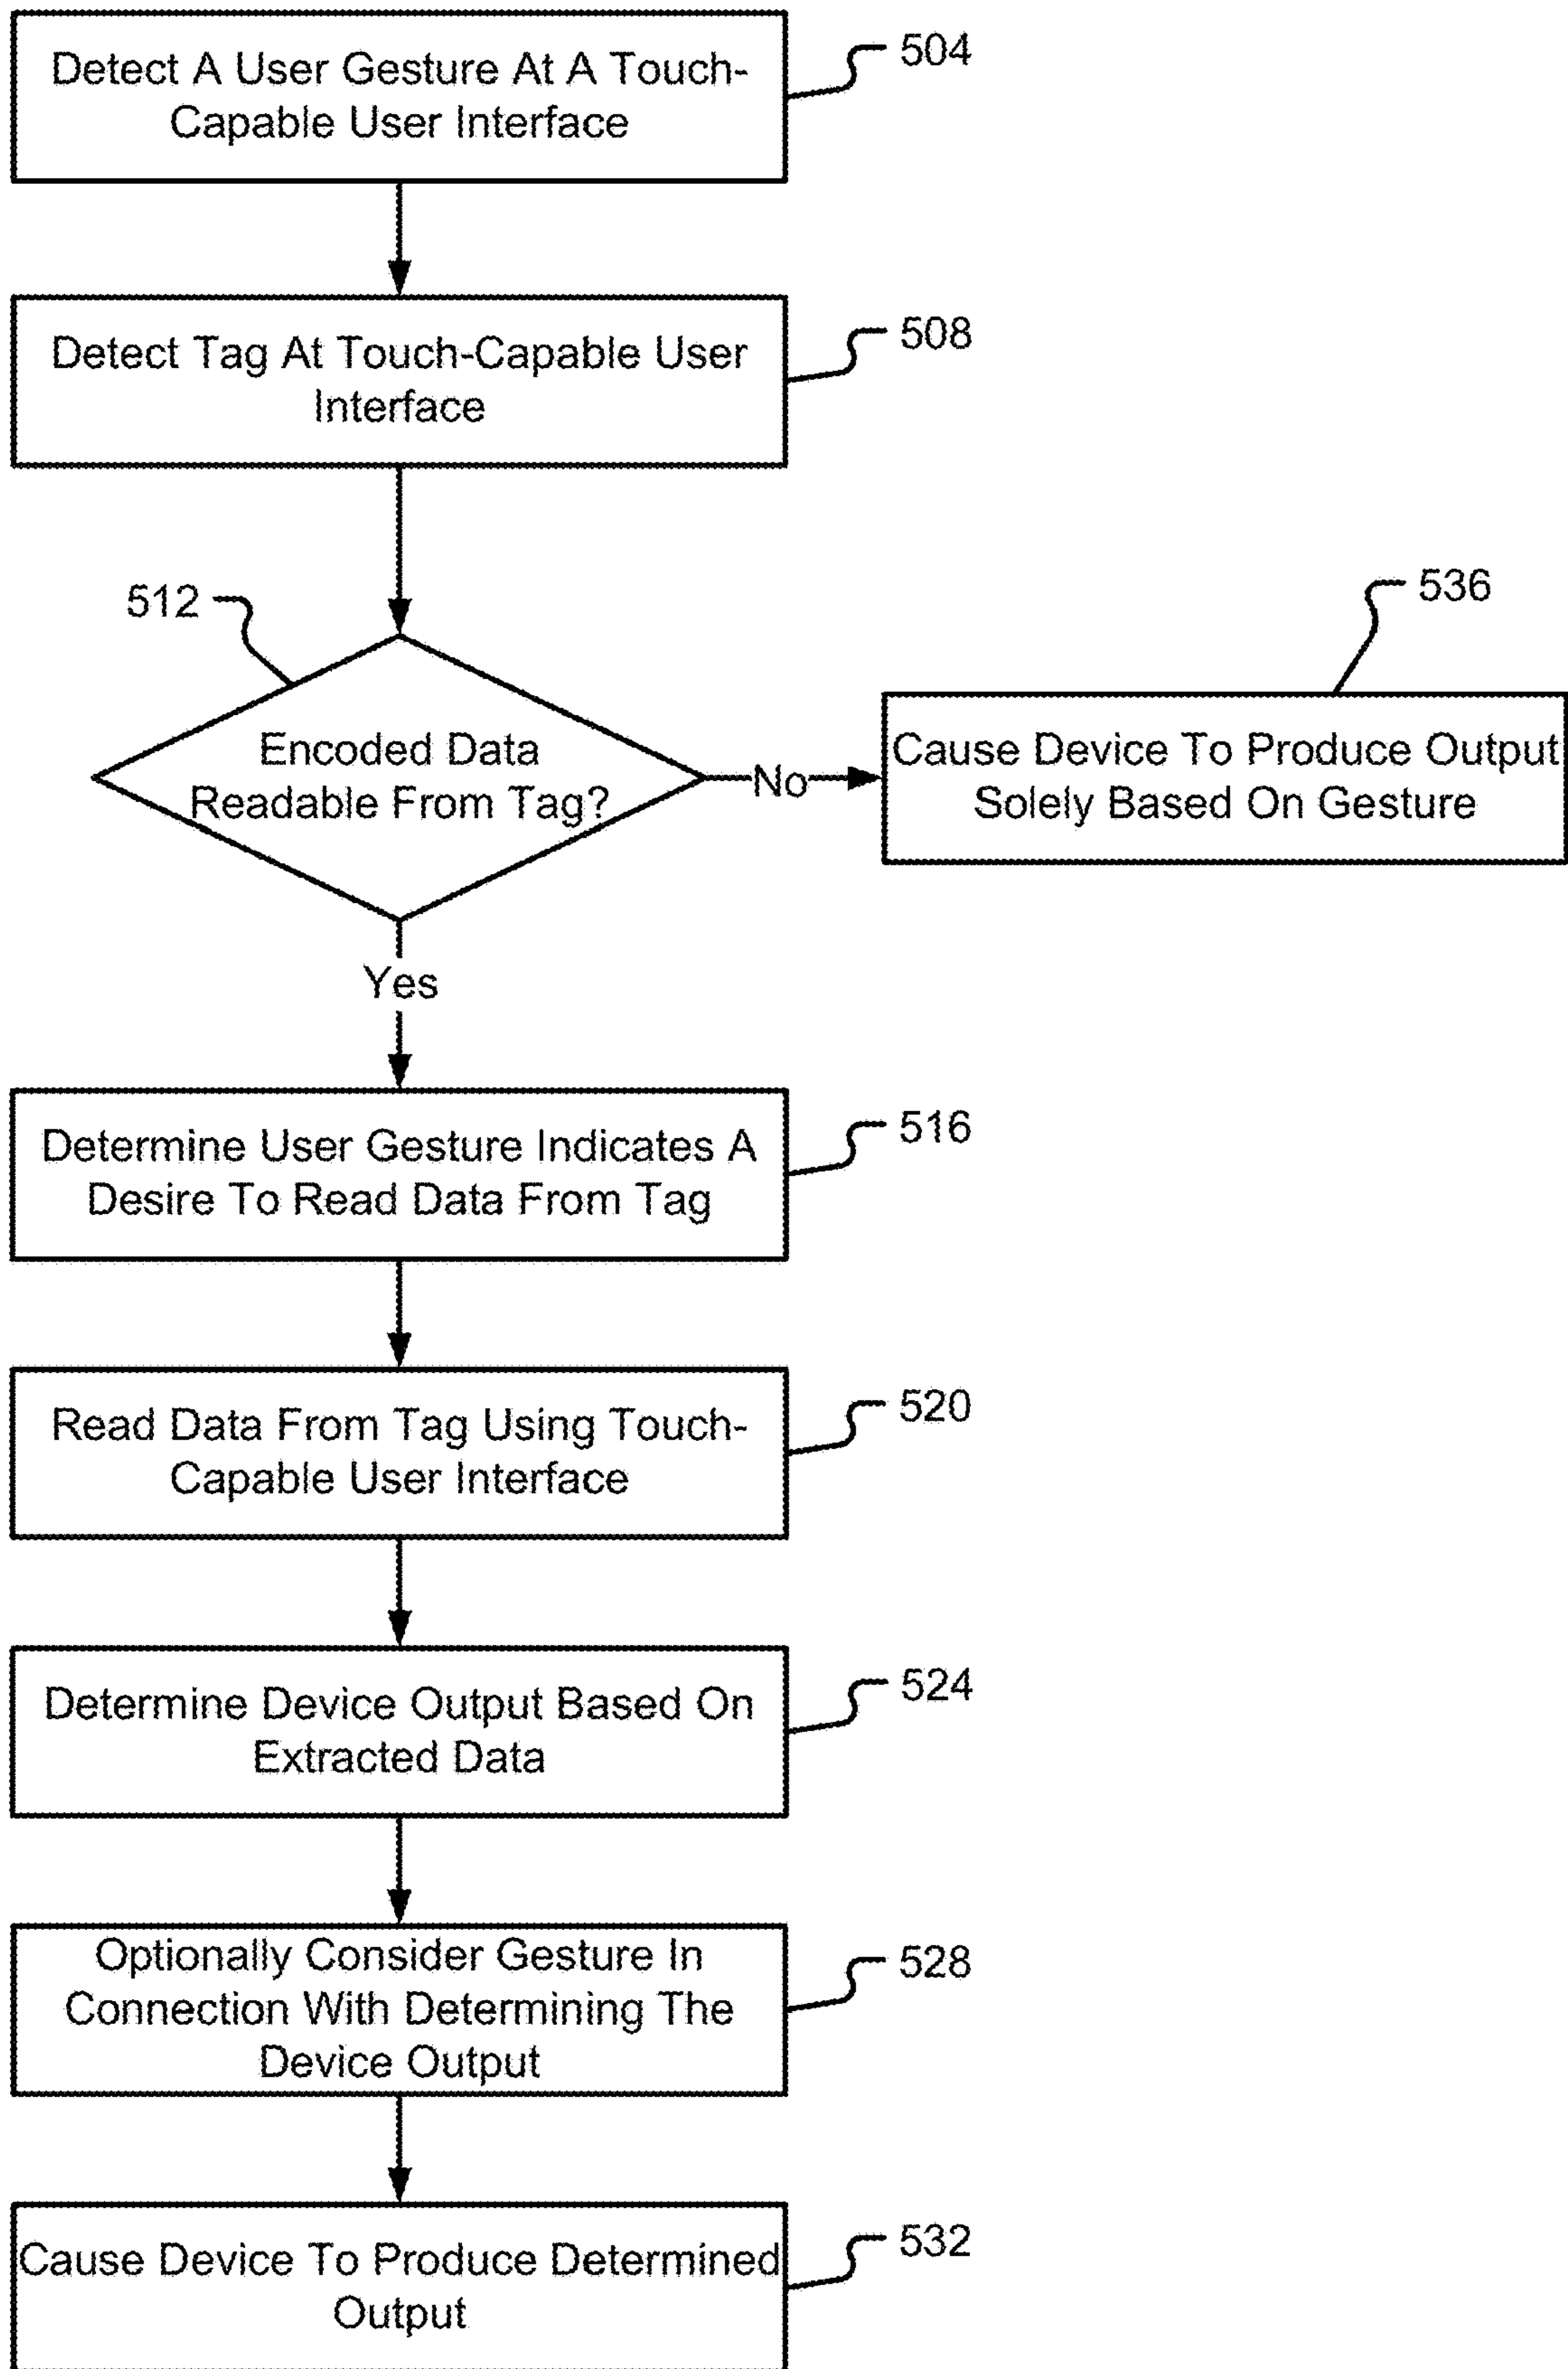 Detect A User Gesture At A Touch-
Capable User Interface
504
Detect Tag At Touch-Capable User
Interface
508
512
Encoded Data
Readable From Tag?
No
536
Cause Device To Produce Output
Solely Based On Gesture
Yes
Determine User Gesture Indicates A
Desire To Read Data From Tag
516
Read Data From Tag Using Touch-
Capable User Interface
520
Determine Device Output Based On
Extracted Data
524
Optionally Consider Gesture In
Connection With Determining The
Device Output
528
Cause Device To Produce Determined
Output
532